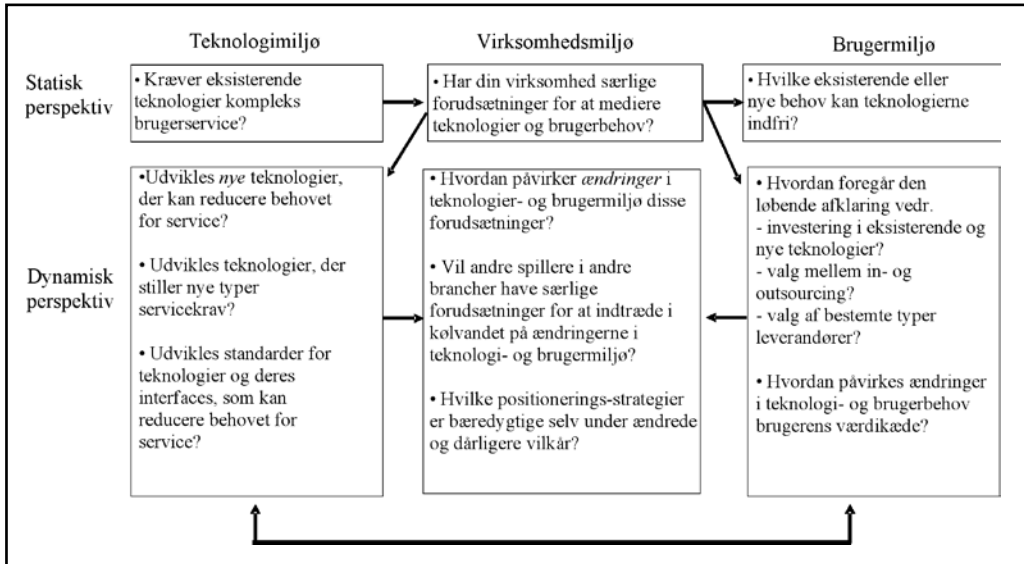 Teknologimiljø
Virksomhedsmiljø
Brugermiljø
Statisk
perspektiv
• Kræver eksisterende
teknologier kompleks
brugerservice?
• Har din virksomhed særlige
forudsætninger for at mediere
teknologier og brugerbehov?
• Hvilke eksisterende eller
nye behov kan teknologierne
indfri?
Dynamisk
perspektiv
•Udvikles nye teknologier,
der kan reducere behovet
for service?
• Udvikles teknologier, der
stiller nye typer
servicekrav?
• Udvikles standarder for
teknologier og deres
interfaces, som kan
reducere behovet for
service?
• Hvordan påvirker ændringer i
teknologier- og brugermiljø disse
forudsætninger?
• Vil andre spillere i andre
brancher have særlige
forudsætninger for at indtræde i
kølvandet på ændringerne i
teknologi- og brugermiljø?
• Hvilke positionerings-strategier
er bæredygtige selv under ændrede
og dårligere vilkår?
• Hvordan foregår den
løbende afklaring vedr.
- investering i eksisterende og
nye teknologier?
- valg mellem in- og
outsourcing?
- valg af bestemte typer
leverandører?
• Hvordan påvirkes ændringer
i teknologi- og brugerbehov
brugerens værdikæde?